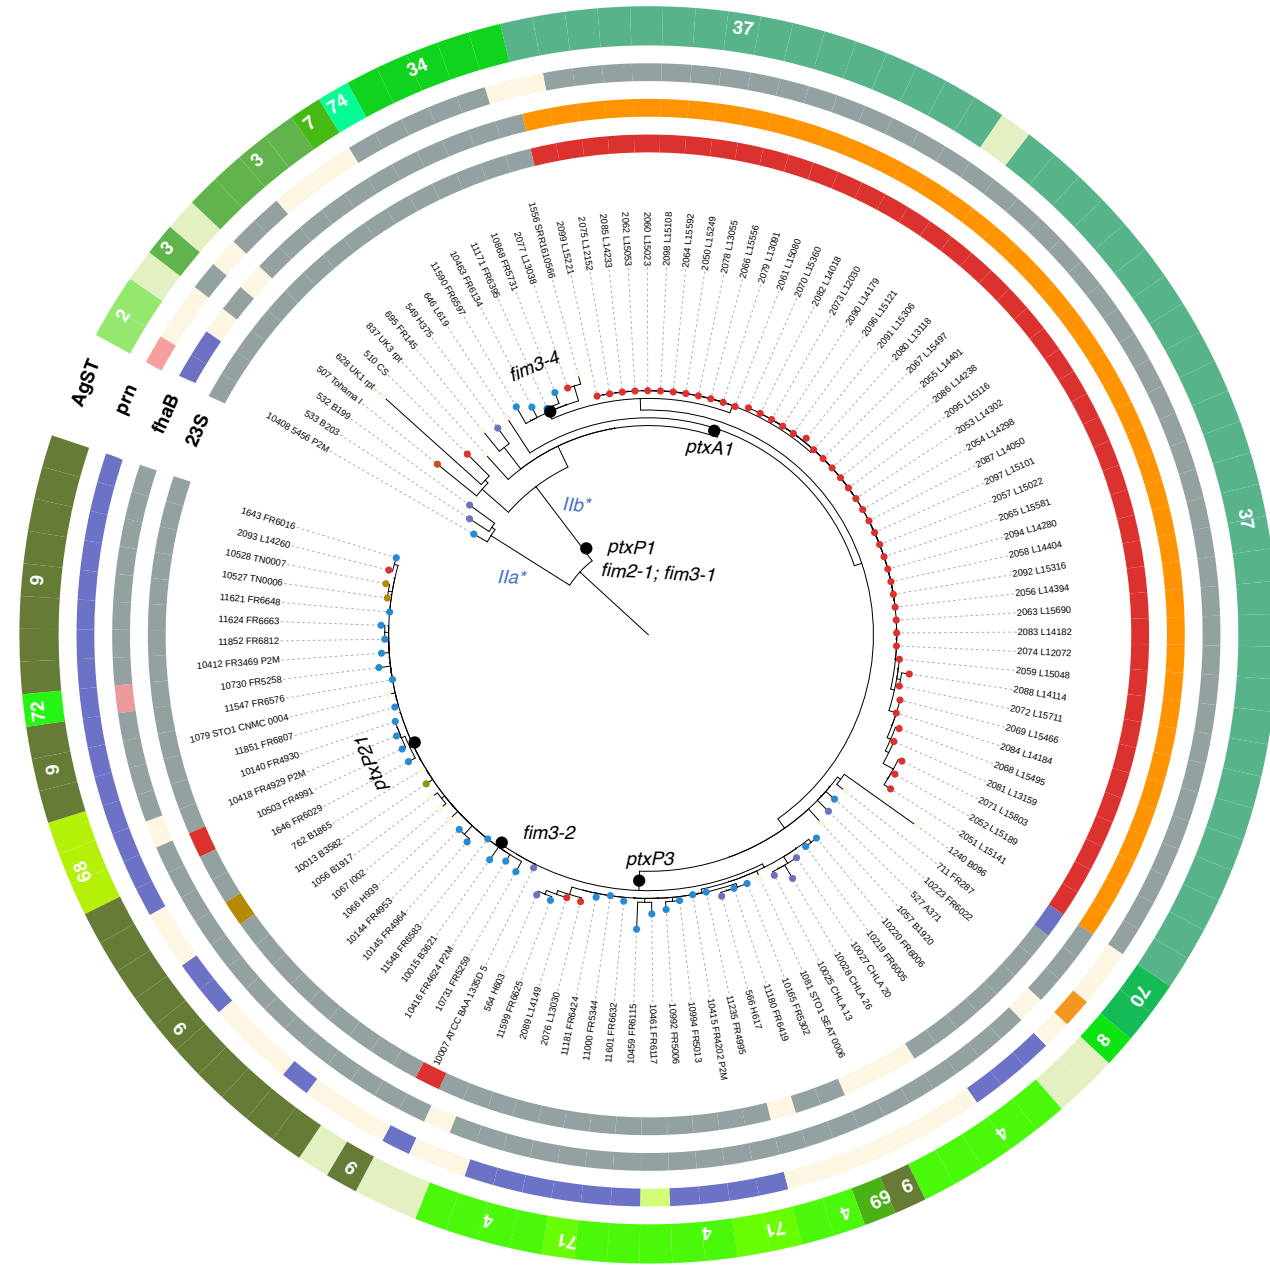 37
34
74
7
3
3
2
AgST
prn
fhaB
23S
1556 SRR1610566
2099 L15221
2075 L12152
2085 L14233
2062 L15053
2060 L15023
2098 L15108
2064 L15592
2050 L15249
2078 L13055
2066 L15556
2079 L13091
2061 L15080
2070 L15360
2082 L14018
2073 L12030
2090 L14179
2096 L15121
2091 L15306
2080 L13118
2067 L15497
2055 L14401
2086 L14238
2095 L15116
2053 L14302
2054 L14298
2087 L14050
2097 L15101
2057 L15022
2065 L15581
2094 L14280
2058 L14404
2092 L15316
2056 L14394
2063 L15690
2083 L14182
2074 L12072
2059 L15048
2088 L14114
2072 L15711
2069 L15466
2084 L14184
2068 L15495
2081 L13159
2071 L15803
2052 L15189
2051 L15141
1240 B096
711 FR287
10223 FR6022
527 A371
1057 B1920
10220 FR6006
10219 FR6005
10027 CHLA 20
10028 CHLA 26
10025 CHLA 13
1081 STO1 SEAT 0006
10165 FR5302
11180 FR6419
566 H617
11235 FR4995
10415 FR4202 P2M
10994 FR5013
10992 FR5006
10461 FR6117
10459 FR6115
11601 FR6632
11000 FR5344
11181 FR6424
2076 L13030
2089 L14149
11599 FR6625
564 H603
10007 ATCC BAA 1335D 5
10731 FR5259
10416 FR4624 P2M
10015 B3621
11548 FR6583
10145 FR4964
10144 FR4953
1066 H939
1067 I002
1056 B1917
10013 B3582
762 B1865
1646 FR6029
10503 FR4991
10418 FR4929 P2M
10140 FR4930
11851 FR6807
1079 STO1 CNMC 0004
11547 FR6576
10730 FR5258
10412 FR3469 P2M
11852 FR6812
11624 FR6663
11621 FR6648
10527 TN0006
10528 TN0007
2093 L14260
1643 FR6016
10408 5456 P2M
533 B203
532 B199
507 Tohama I
628 UK1 rpt
510 CS
837 UK3 rpt
695 FR145
549 H375
646 L619
11590 FR6597
10463 FR6134
11171 FR6395
10868 FR5731
2077 L13038
fim3-4
ptxA1
IIb*
ptxP1
fim2-1; fim3-1
IIa*
ptxP21
fim3-2
ptxP3
37
70
8
4
9
69
4
71
4
71
4
9
9
68
9
72
9